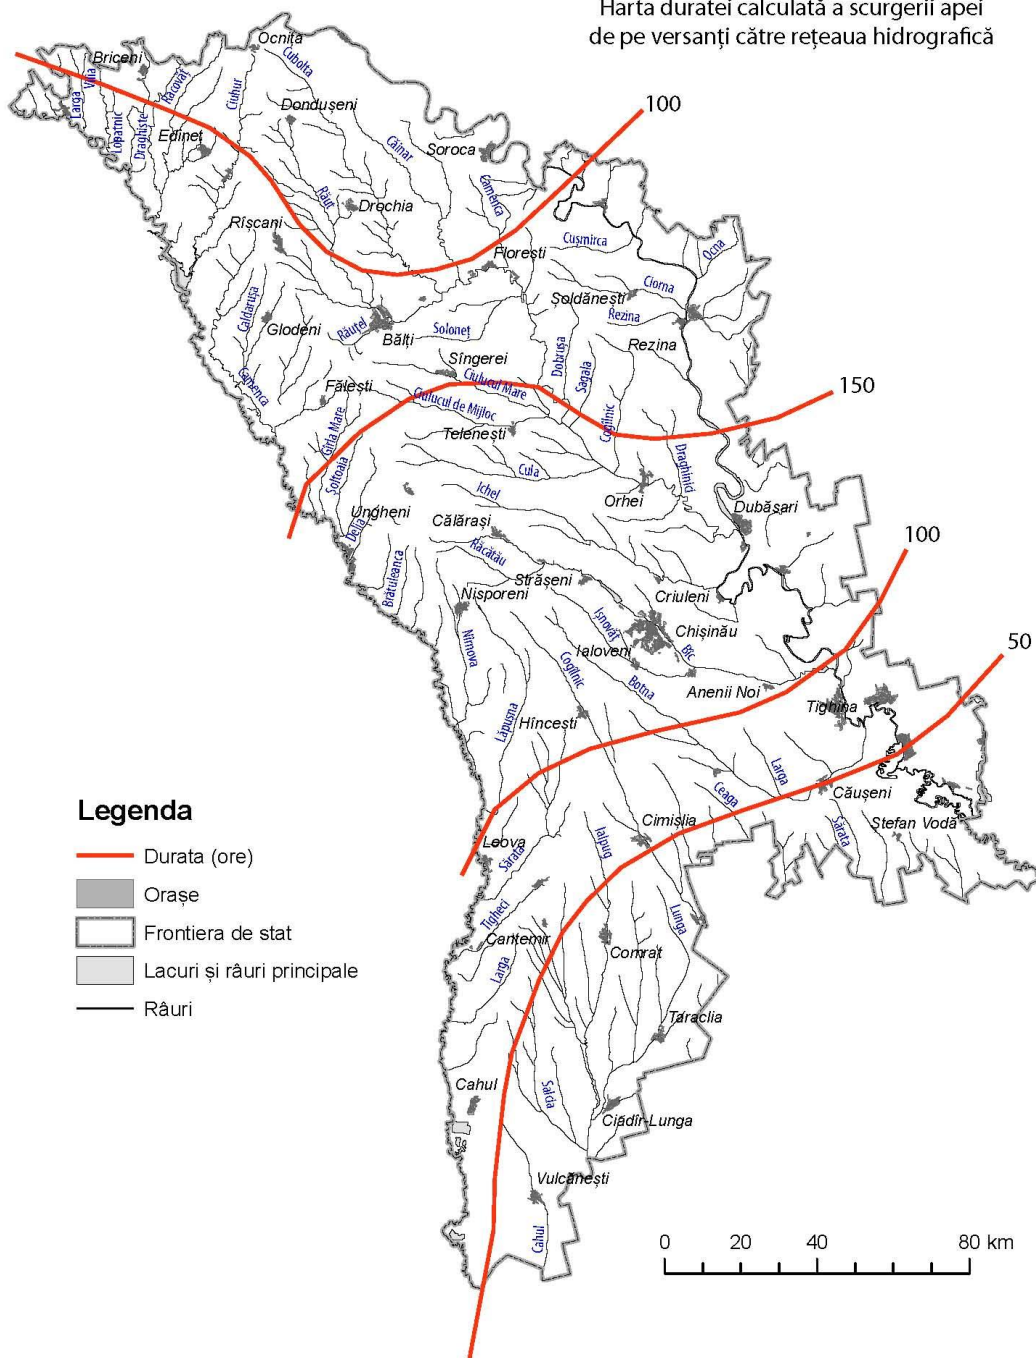 Harta duratei calculată a scurgerii apei
de pe versanți către rețeaua hidrografică
Ocnița
Briceni
Cubolta
Vilia
Racovăț
Ciuhur
Larga
Lopatnic
Draghiște
Dondușeni
100
Edineț
Căinar
Soroca
Camenca
Răut
Drochia
Rîșcani
Cușmirca
Ocna
Florești
Ciorna
Șoldănești
Caldarușa
Glodeni
Răuțel
Bălți
Soloneț
Rezina
Rezina
Dobrușa
Sagala
Sîngerei
Camenca
Fălești
Ciulucul Mare
150
Ciulucul de Mijloc
Gîrla Mare
Cogîlnic
Telenești
Șoltoaia
Cula
Draghinici
Ichel
Orhei
Ungheni
Dubăsari
Călărași
Delia
100
Răcătău
Brătuleanca
Strășeni
Nisporeni
Criuleni
Ișnovăț
Chișinău
Nîrnova
Ialoveni
Bîc
50
Cogîlnic
Botna
Anenii Noi
Tighina
Lăpușna
Hîncești
Larga
Ceaga
Căușeni
Legenda
Cimișlia
Ștefan Vodă
Sărata
Ialpug
Leova
Durata (ore)
Sărata
Orașe
Tigheci
Lunga
Frontiera de stat
Cantemir
Comrat
Larga
Lacuri și râuri principale
Râuri
Taraclia
Cahul
Salcia
Ciadîr-Lunga
Vulcănești
Cahul
0 20 40 80 km